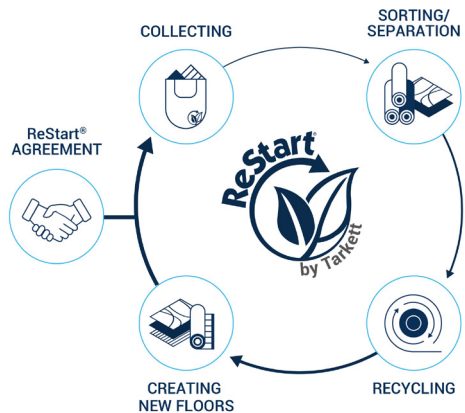 COLLECTING
SORTING/
SEPARATION
ReStart®
AGREEMENT
ReStart®
by Tarkett
CREATING
NEW FLOORS
RECYCLING